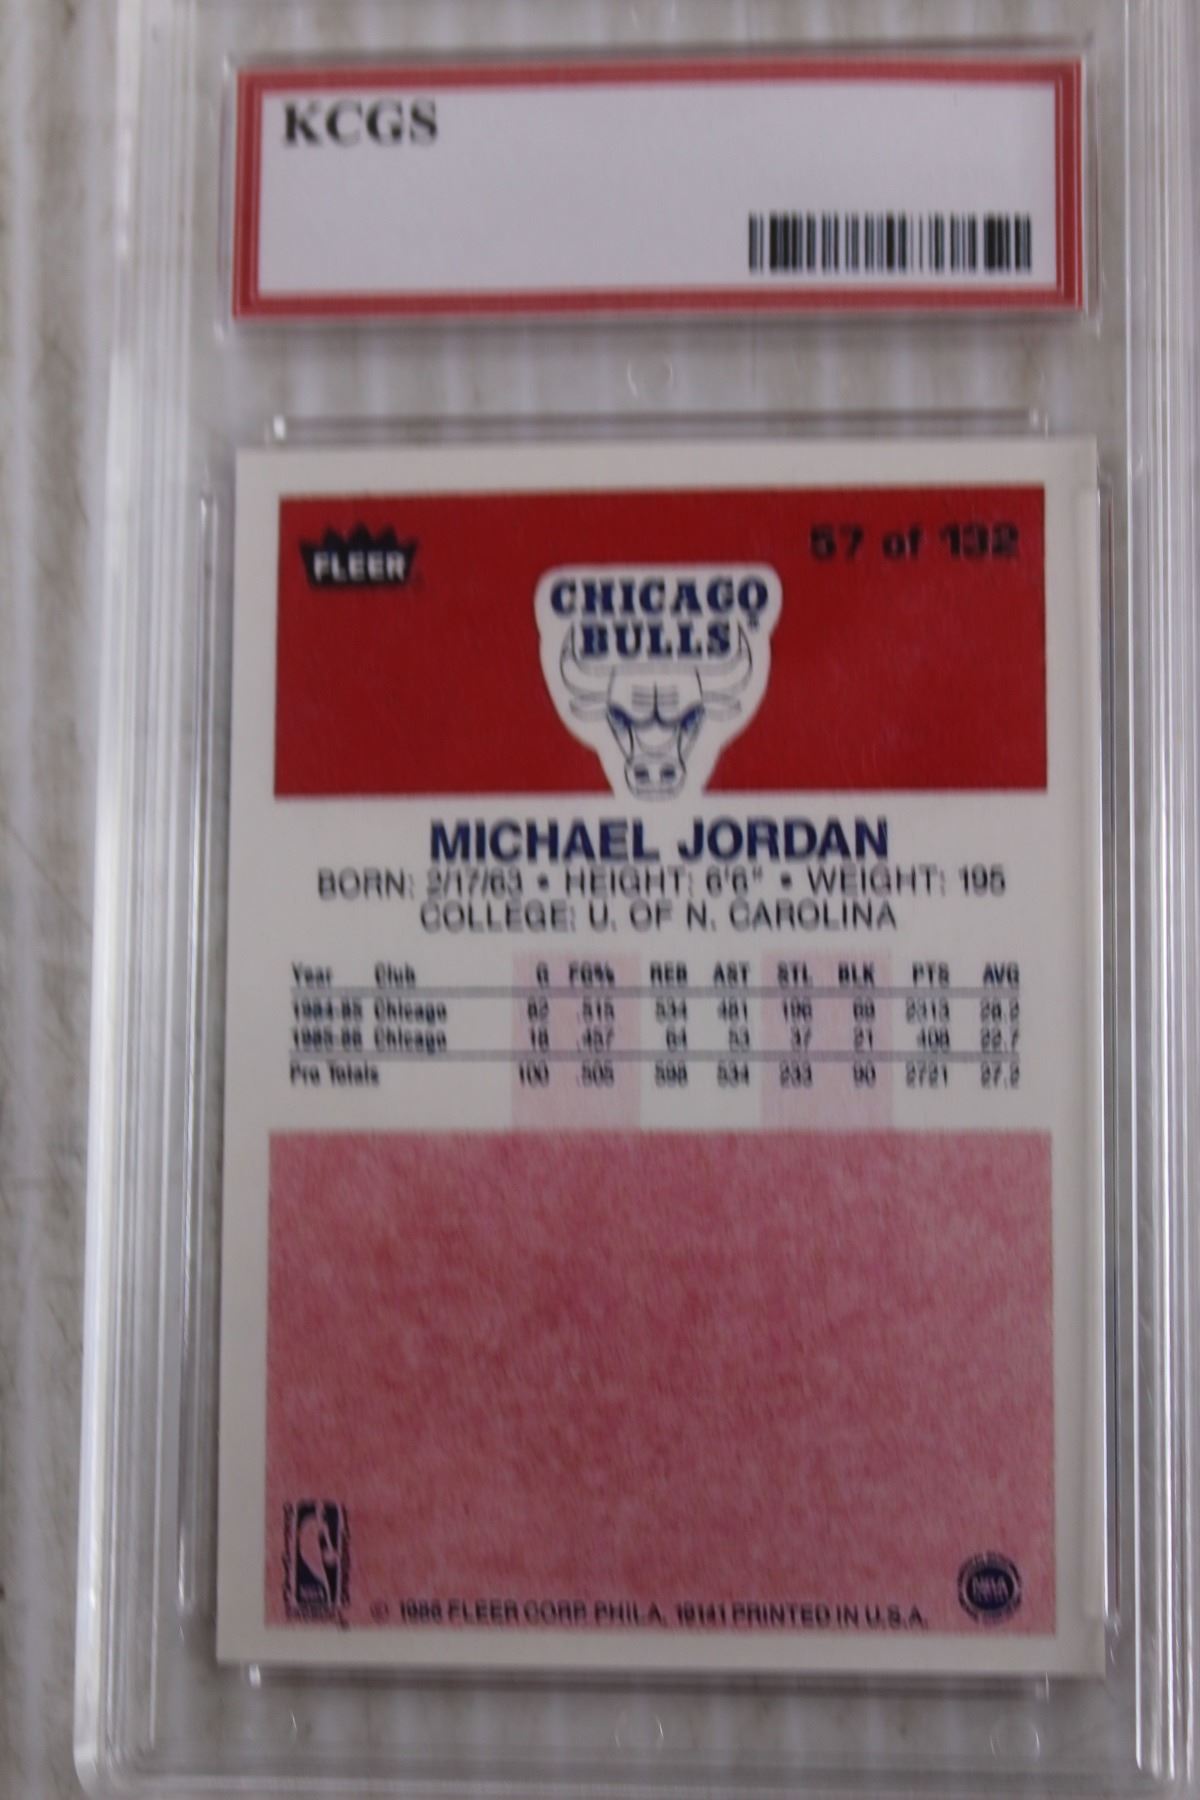 KCGS
FLEER
57 of 132
CHICAGO
BULLS
MICHAEL JORDAN
BORN: 2/17/63 • HEIGHT: 6'6" • WEIGHT: 195
COLLEGE: U. OF N. CAROLINA
Year Club G FG% REB AST STL BLK PTS AVG
1984-85 Chicago 82 .515 534 481 196 69 2313 28.2
1985-86 Chicago 18 .457 64 53 37 21 408 22.7
Pro Totals 100 .505 598 534 233 90 2721 27.2
© 1986 FLEER CORP. PHILA. 19141 PRINTED IN U.S.A.
NBA